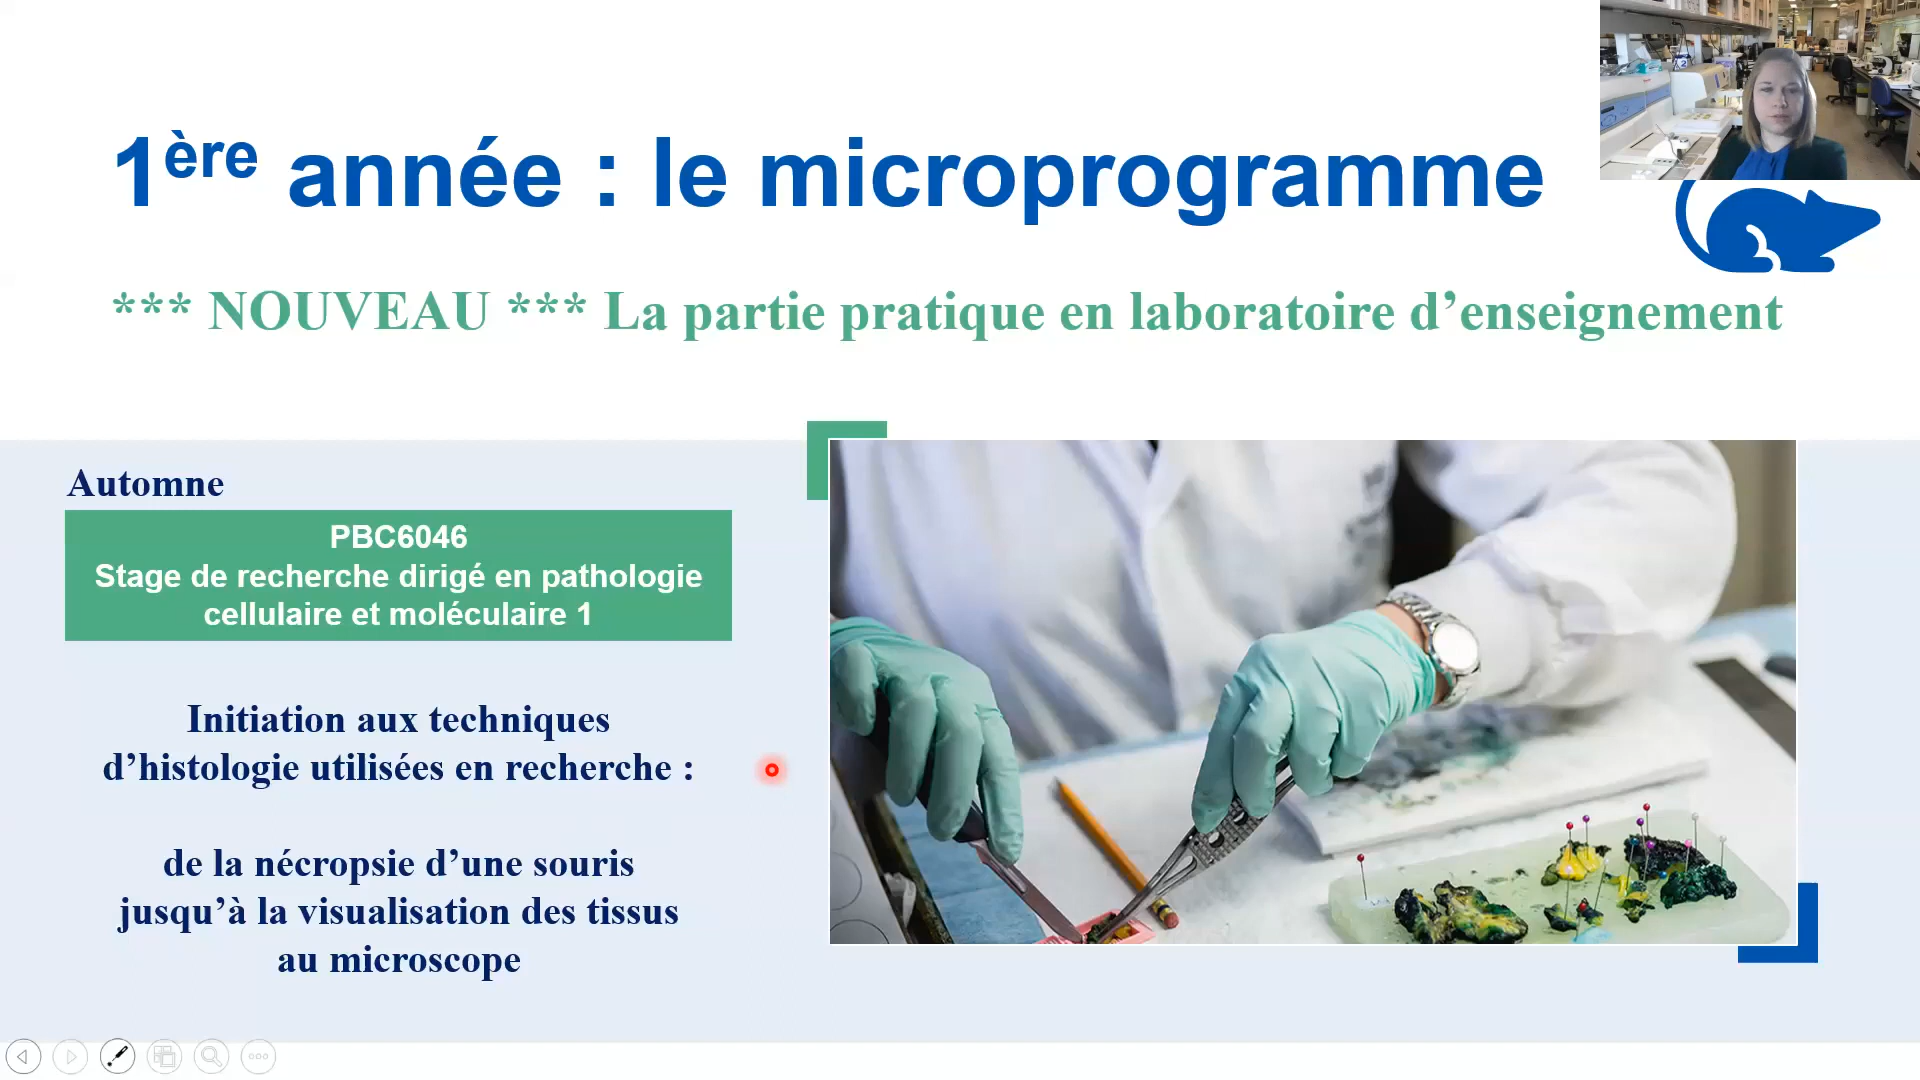 1ère année : le microprogramme
*** NOUVEAU *** La partie pratique en laboratoire d’enseignement
Automne
PBC6046
Stage de recherche dirigé en pathologie
cellulaire et moléculaire 1
Initiation aux techniques
d’histologie utilisées en recherche :
de la nécropsie d’une souris
jusqu’à la visualisation des tissus
au microscope